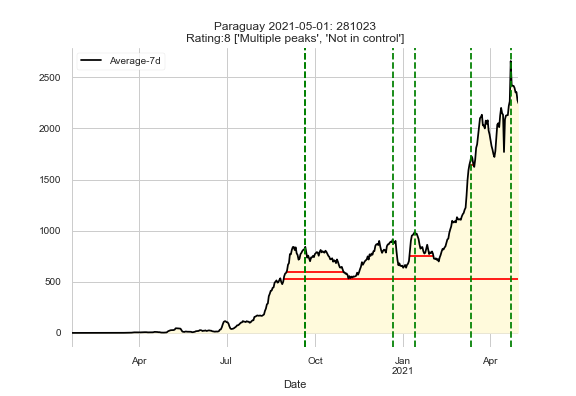 Paraguay 2021-05-01: 281023
Rating:8 ['Multiple peaks', 'Not in control']
Average-7d
2500
2000
1500
1000
500
0
Apr
Jul
Oct
Jan
2021
Apr
Date